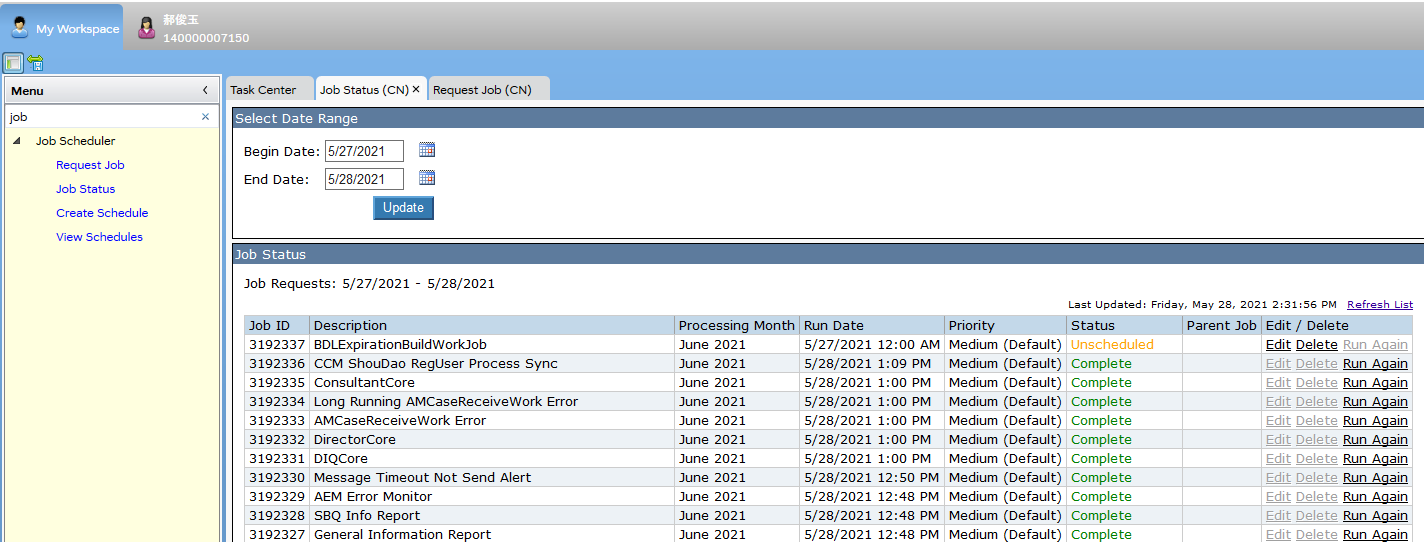 My Workspace
郝俊玉
140000007150
Menu
Task Center
Job Status (CN) ×
Request Job (CN)
job
Job Scheduler
Request Job
Job Status
Create Schedule
View Schedules
Select Date Range
Begin Date: 5/27/2021
End Date: 5/28/2021
Update
Job Status
Job Requests: 5/27/2021 - 5/28/2021
Last Updated: Friday, May 28, 2021 2:31:56 PM Refresh List
Job ID Description Processing Month Run Date Priority Status Parent Job Edit / Delete
3192337 BDLExpirationBuildWorkJob June 2021 5/27/2021 12:00 AM Medium (Default) Unscheduled Edit Delete Run Again
3192336 CCM ShouDao RegUser Process Sync June 2021 5/28/2021 1:09 PM Medium (Default) Complete Edit Delete Run Again
3192335 ConsultantCore June 2021 5/28/2021 1:00 PM Medium (Default) Complete Edit Delete Run Again
3192334 Long Running AMCaseReceiveWork Error June 2021 5/28/2021 1:00 PM Medium (Default) Complete Edit Delete Run Again
3192333 AMCaseReceiveWork Error June 2021 5/28/2021 1:00 PM Medium (Default) Complete Edit Delete Run Again
3192332 DirectorCore June 2021 5/28/2021 1:00 PM Medium (Default) Complete Edit Delete Run Again
3192331 DIQCore June 2021 5/28/2021 1:00 PM Medium (Default) Complete Edit Delete Run Again
3192330 Message Timeout Not Send Alert June 2021 5/28/2021 12:50 PM Medium (Default) Complete Edit Delete Run Again
3192329 AEM Error Monitor June 2021 5/28/2021 12:48 PM Medium (Default) Complete Edit Delete Run Again
3192328 SBQ Info Report June 2021 5/28/2021 12:48 PM Medium (Default) Complete Edit Delete Run Again
3192327 General Information Report June 2021 5/28/2021 12:48 PM Medium (Default) Complete Edit Delete Run Again